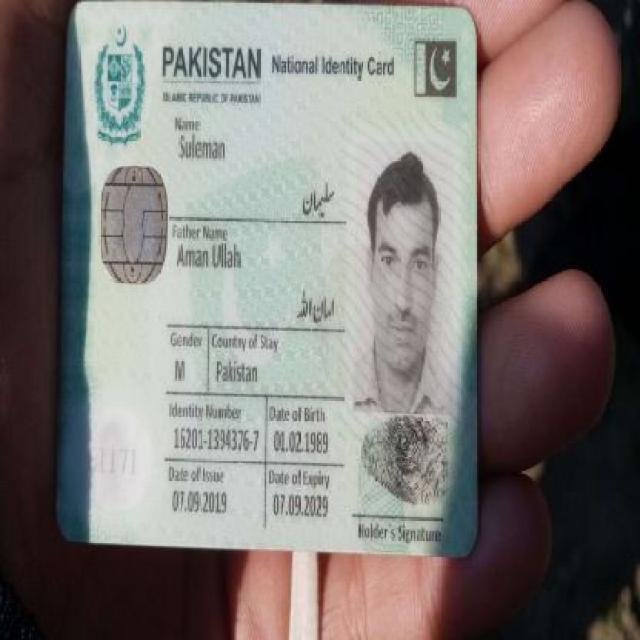 PAKISTAN National Identity Card
ISLAMIC REPUBLIC OF PAKISTAN
Name
Suleman
سلیمان
Father Name
Aman Ullah
امان اللہ
Gender Country of Stay
M Pakistan
Identity Number Date of Birth
16201-1394376-7 01.02.1989
Date of Issue Date of Expiry
07.09.2019 07.09.2029
Holder's Signature